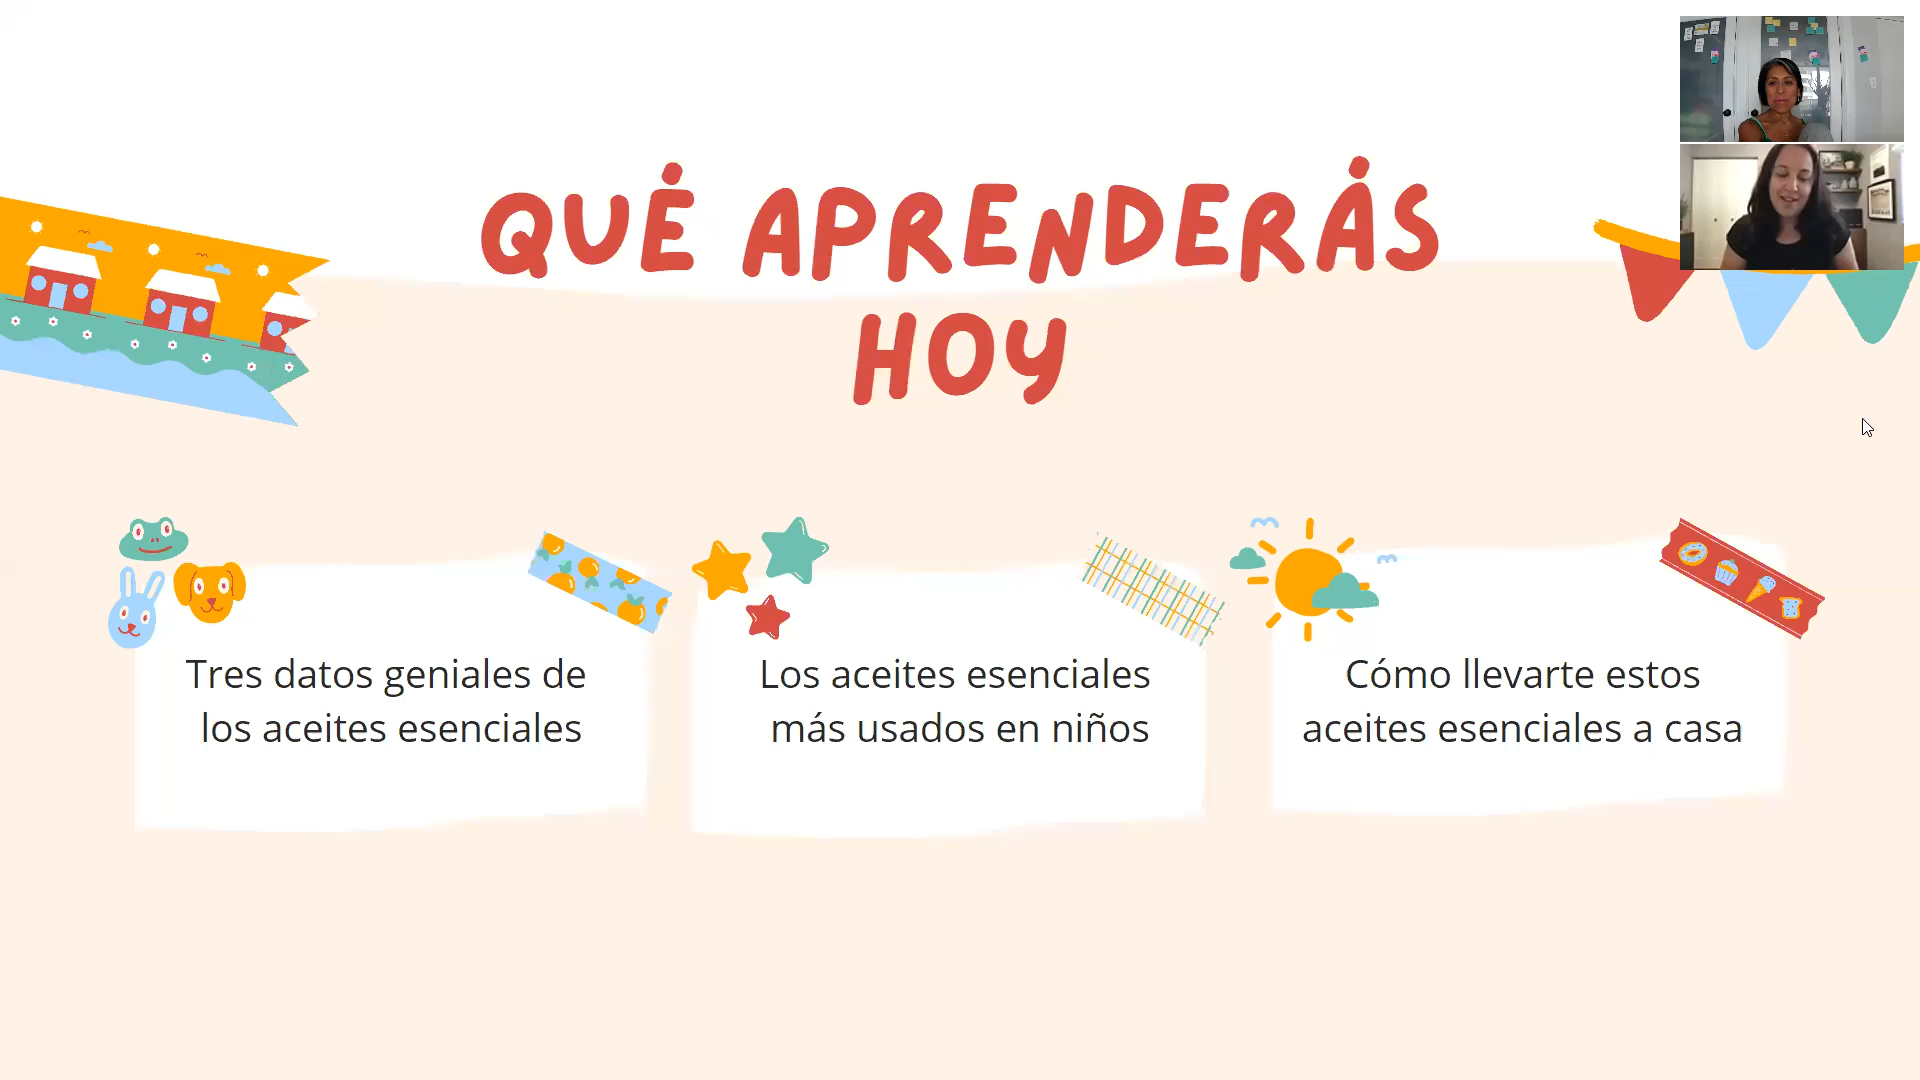 QUÉ APRENDERÁS
HOY
Tres datos geniales de
los aceites esenciales
Los aceites esenciales
más usados en niños
Cómo llevarte estos
aceites esenciales a casa